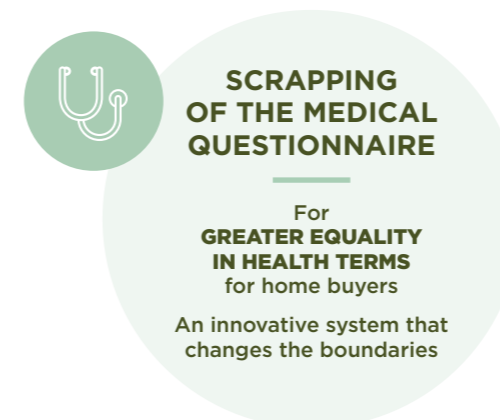 SCRAPPING
OF THE MEDICAL
QUESTIONNAIRE
For
GREATER EQUALITY
IN HEALTH TERMS
for home buyers
An innovative system that
changes the boundaries